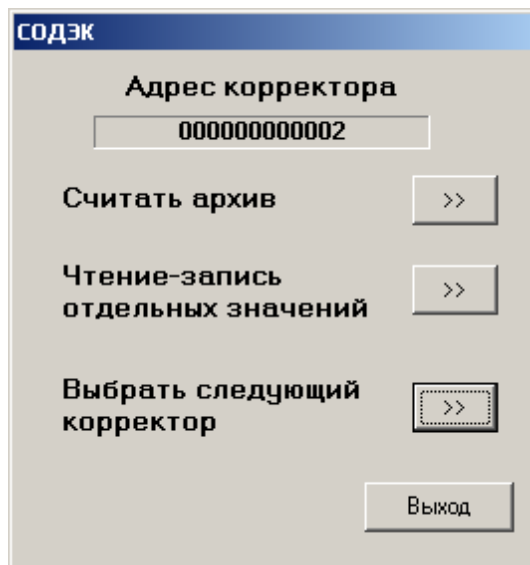 СОДЭК
Адрес корректора
000000000002
Считать архив
>>
Чтение-запись
отдельных значений
>>
Выбрать следующий
корректор
>>
Выход